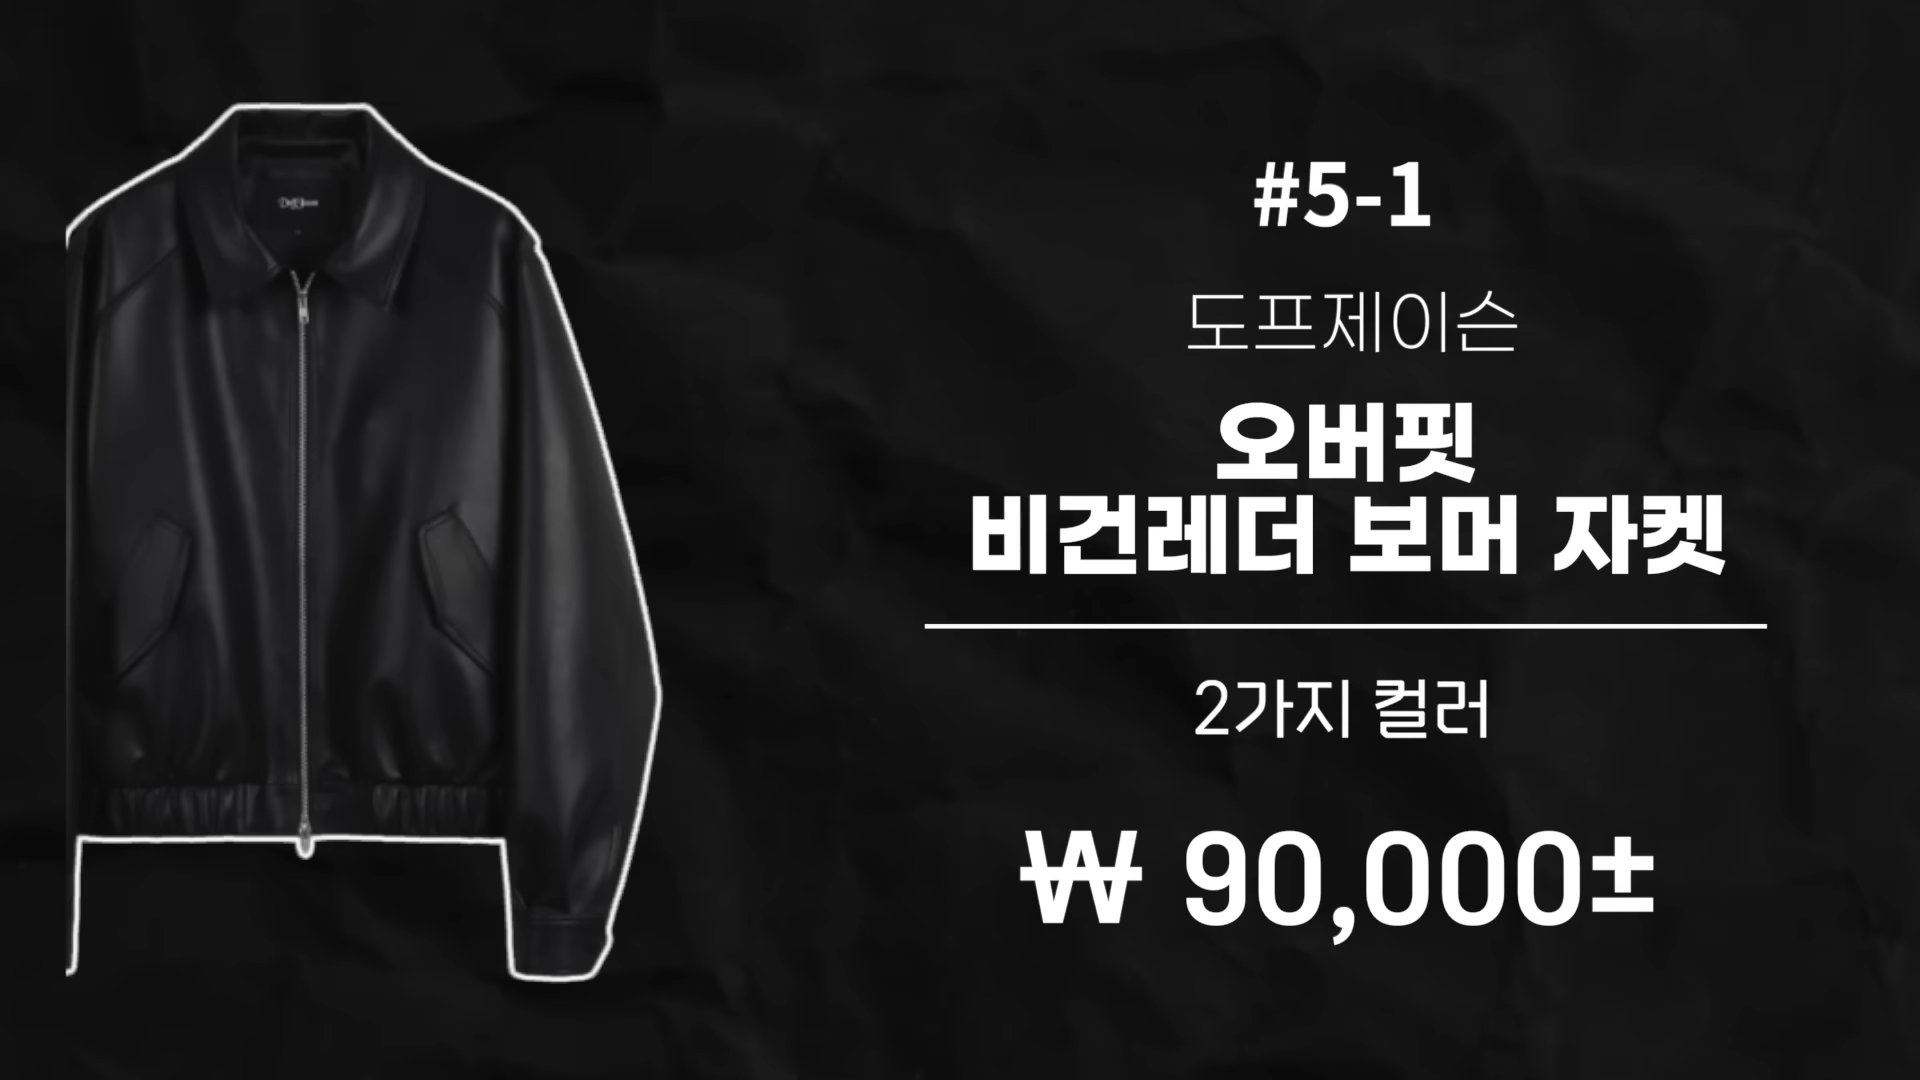 #5-1
도프제이슨
오버핏
비건레더 보머 자켓
2가지 컬러
₩ 90,000±